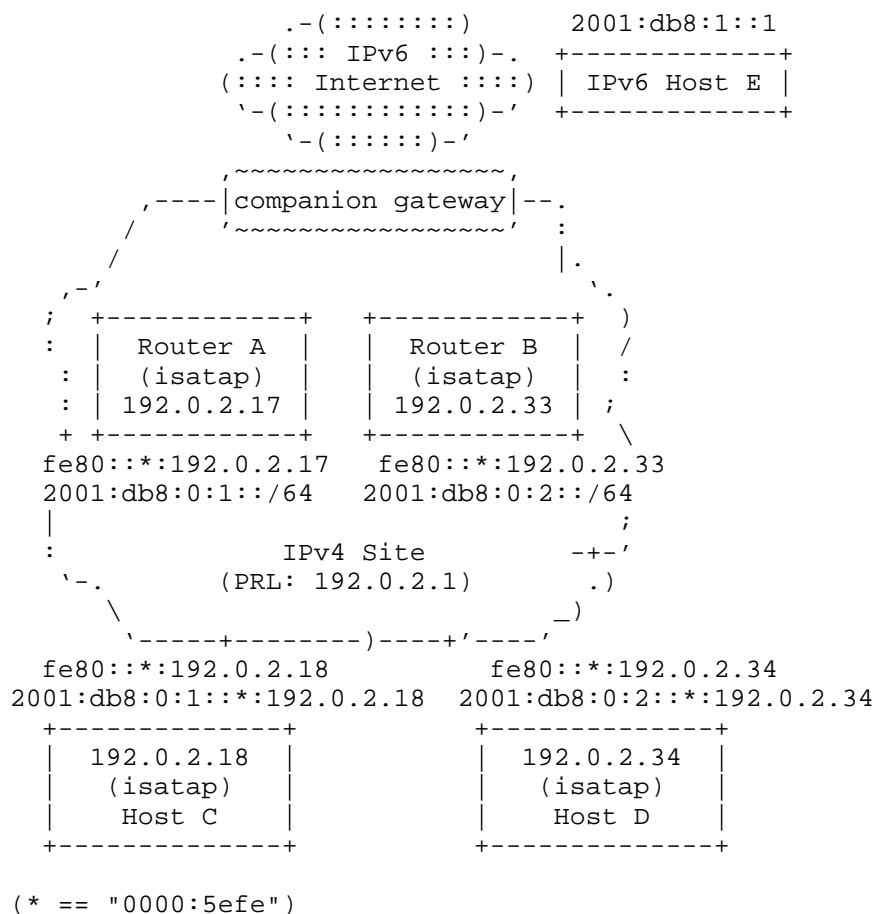 .-(::::::::)        2001:db8:1::1
.-(::: IPv6 :::)-.  +-------------+
(:::: Internet ::::) | IPv6 Host E |
`-(::::::::::::)-'  +-------------+
`-(::::::)-'
,~~~~~~~~~~~~~~~~~,
,----|companion gateway|--.
/     '~~~~~~~~~~~~~~~~~'  :
/                           |.
,-'                              `.
;  +------------+   +------------+  )
:  |  Router A  |   |  Router B  |  /
: |  (isatap)  |   |  (isatap)  |  :
: | 192.0.2.17 |   | 192.0.2.33 | ;
+ +------------+   +------------+  \
fe80::*:192.0.2.17   fe80::*:192.0.2.33
2001:db8:0:1::/64   2001:db8:0:2::/64
|                                    ;
:              IPv4 Site         -+-'
`-.       (PRL: 192.0.2.1)      .)
\                           _)
`-----+--------)----+'----'
fe80::*:192.0.2.18          fe80::*:192.0.2.34
2001:db8:0:1::*:192.0.2.18  2001:db8:0:2::*:192.0.2.34
+--------------+           +--------------+
|  192.0.2.18  |           |  192.0.2.34  |
|   (isatap)   |           |   (isatap)   |
|    Host C    |           |    Host D    |
+--------------+           +--------------+
(* == "0000:5efe")